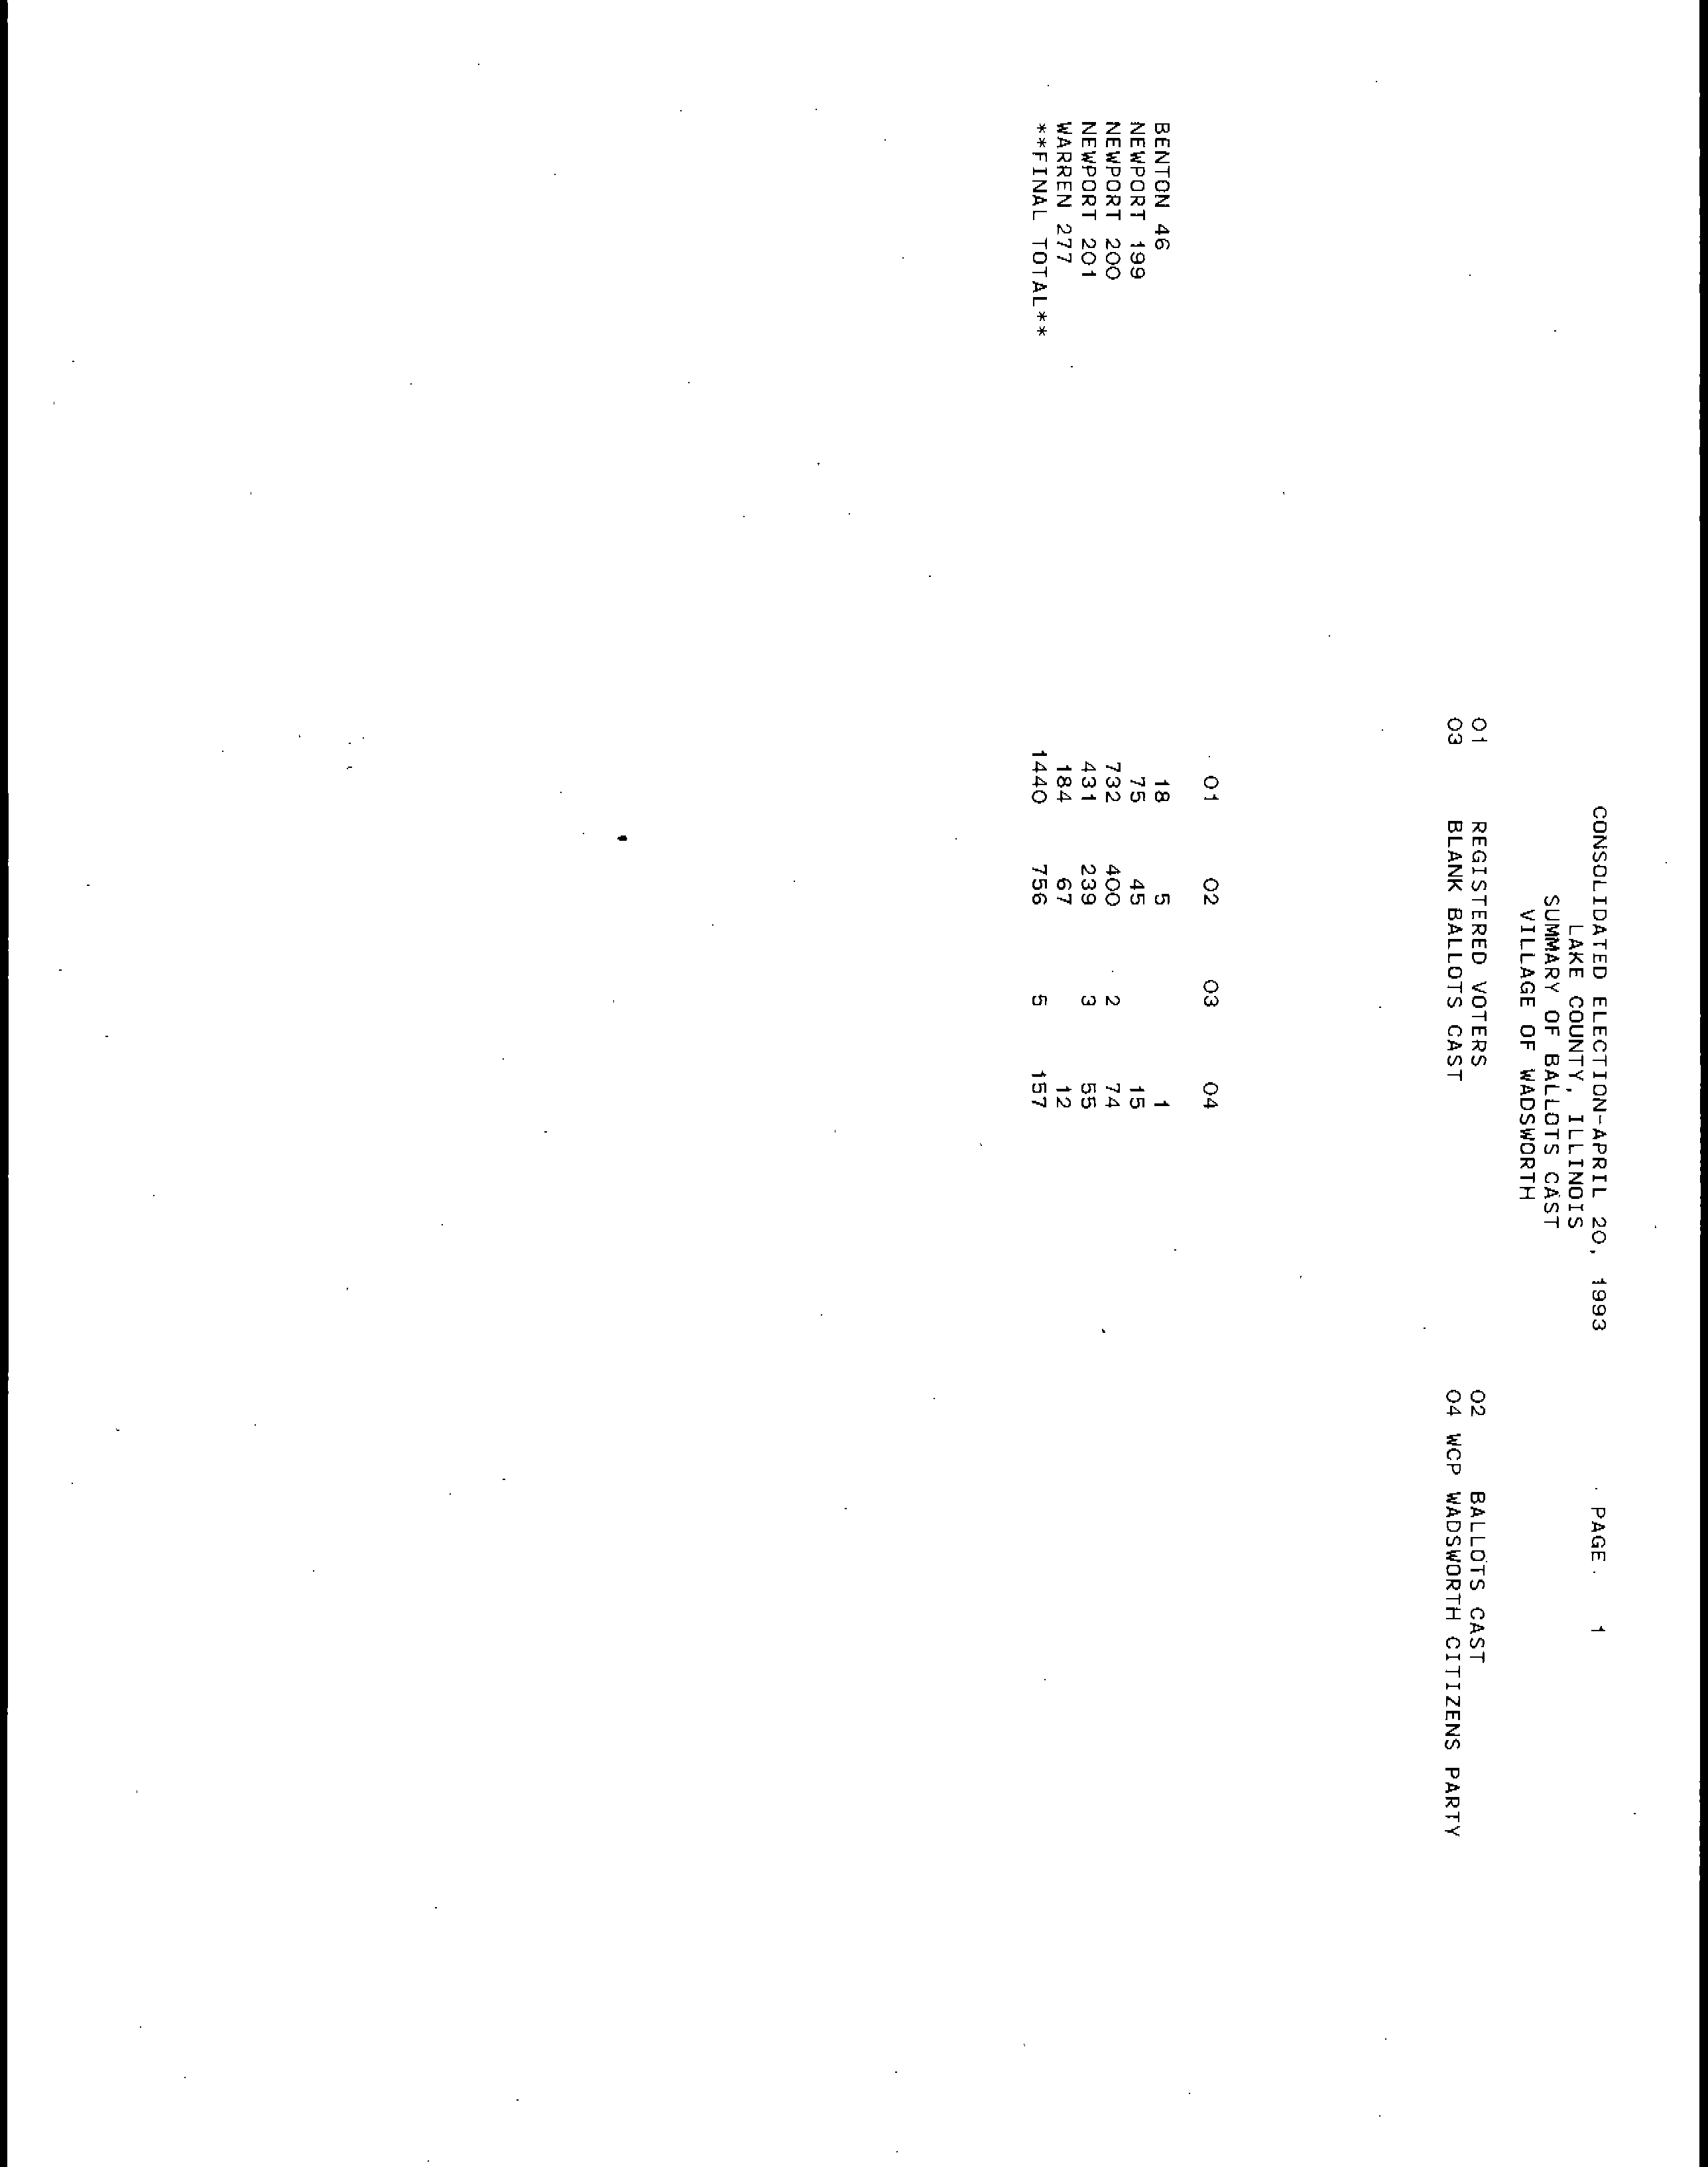 CONSOLIDATED ELECTION-APRIL 20, 1993 PAGE 1
LAKE COUNTY, ILLINOIS
SUMMARY OF BALLOTS CAST
VILLAGE OF WADSWORTH
01 REGISTERED VOTERS 02 BALLOTS CAST
03 BLANK BALLOTS CAST 04 WCP WADSWORTH CITIZENS PARTY
01 02 03 04
BENTON 46 18 5 1
NEWPORT 199 75 45 15
NEWPORT 200 732 400 2 74
NEWPORT 201 431 239 3 55
WARREN 277 184 67 12
**FINAL TOTAL** 1440 756 5 157